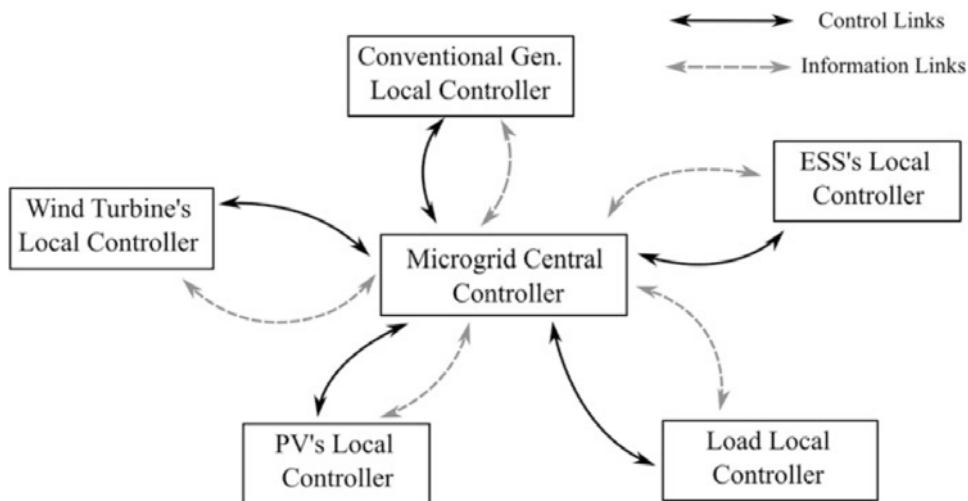 Control Links
Information Links
Conventional Gen.
Local Controller
ESS's Local
Controller
Wind Turbine's
Local Controller
Microgrid Central
Controller
PV's Local
Controller
Load Local
Controller